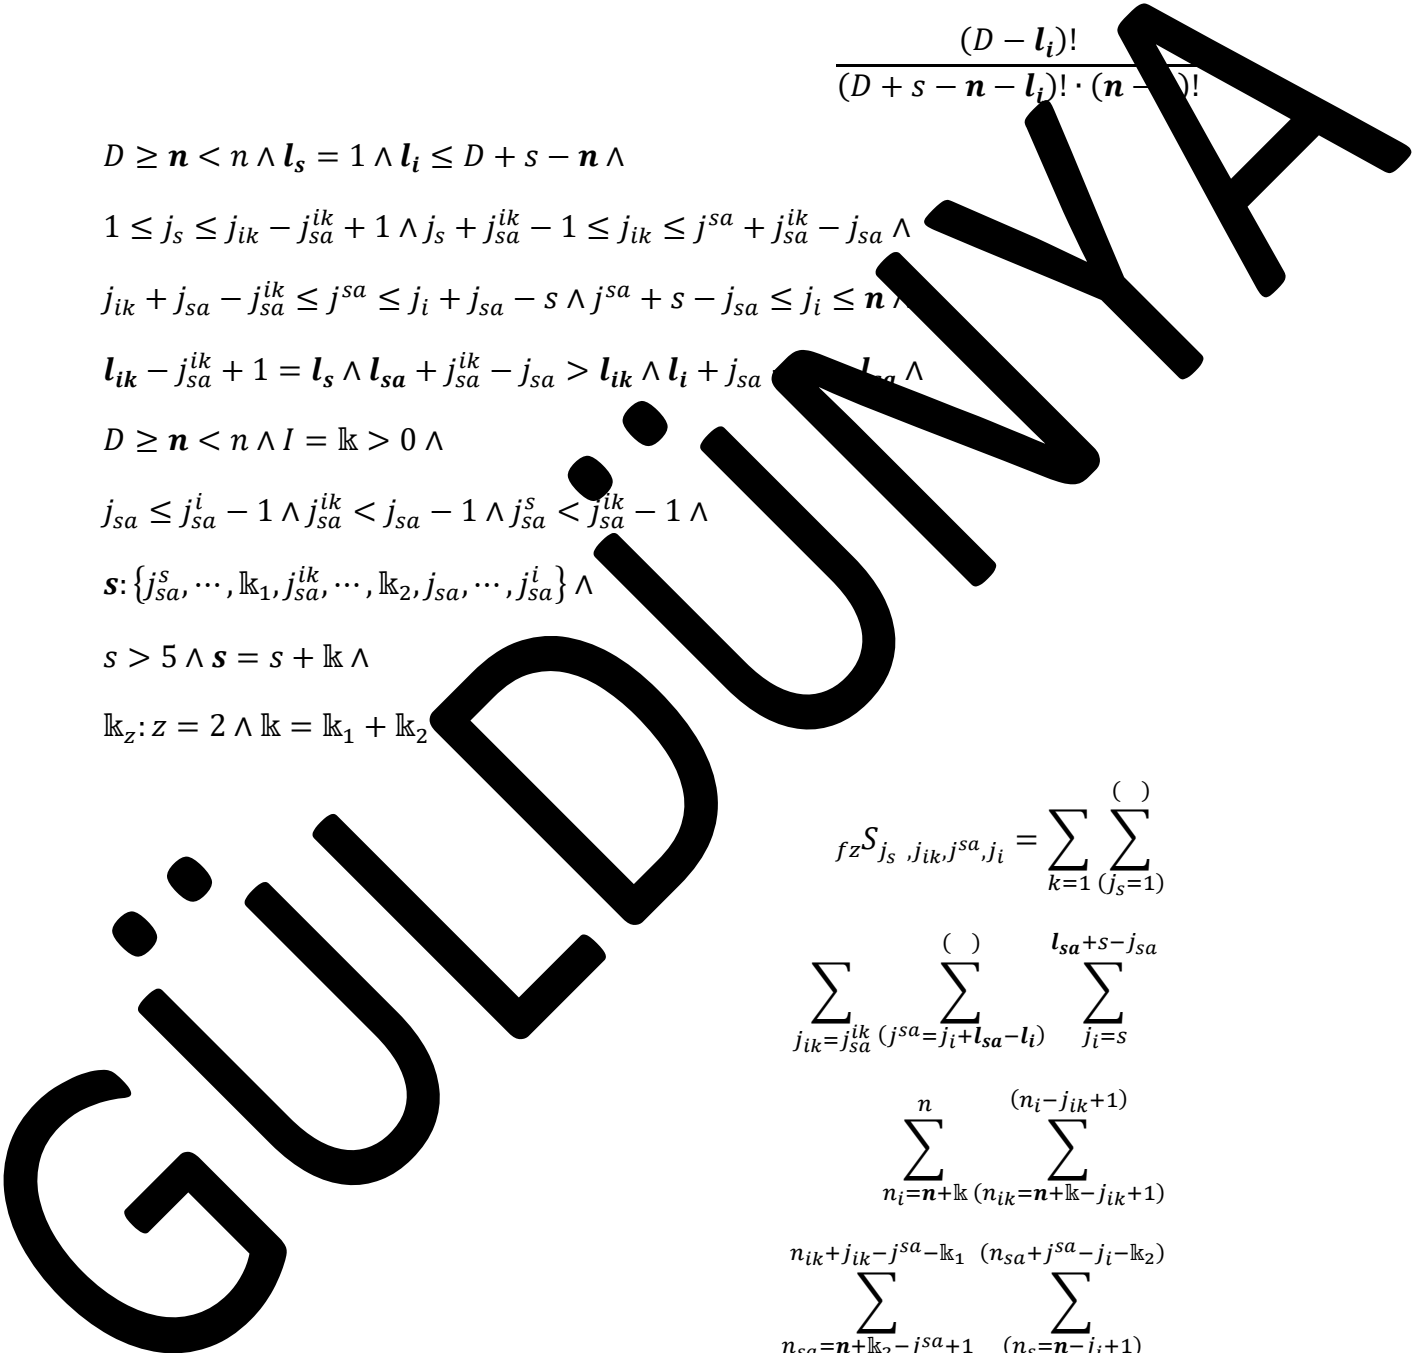 (D − l_i)!
(D + s − n − l_i)! · (n − )!
D ≥ n < n ∧ l_s = 1 ∧ l_i ≤ D + s − n ∧
1 ≤ j_s ≤ j_ik − j_sa^ik + 1 ∧ j_s + j_sa^ik − 1 ≤ j_ik ≤ j^sa + j_sa^ik − j_sa ∧
j_ik + j_sa − j_sa^ik ≤ j^sa ≤ j_i + j_sa − s ∧ j^sa + s − j_sa ≤ j_i ≤ n ∧
l_ik − j_sa^ik + 1 = l_s ∧ l_sa + j_sa^ik − j_sa > l_ik ∧ l_i + j_sa l_sa ∧
D ≥ n < n ∧ I = 𝕜 > 0 ∧
j_sa ≤ j_sa^i − 1 ∧ j_sa^ik < j_sa − 1 ∧ j_sa^s < j_sa^ik − 1 ∧
s: {j_sa^s, ⋯ , 𝕜_1, j_sa^ik, ⋯ , 𝕜_2, j_sa, ⋯ , j_sa^i} ∧
s > 5 ∧ s = s + 𝕜 ∧
𝕜_z: z = 2 ∧ 𝕜 = 𝕜_1 + 𝕜_2
( )
fzS_{j_s ,j_ik,j^sa,j_i} = ∑ ∑
k=1 (j_s=1)
( ) l_sa+s−j_sa
∑ ∑ ∑
j_ik=j_sa^ik (j^sa=j_i+l_sa−l_i) j_i=s
n (n_i−j_ik+1)
∑ ∑
n_i=n+𝕜 (n_ik=n+𝕜−j_ik+1)
n_ik+j_ik−j^sa−𝕜_1 (n_sa+j^sa−j_i−𝕜_2)
∑ ∑
n_sa=n+𝕜_2−j^sa+1 (n_s=n−j_i+1)
GÜLDÜNYA